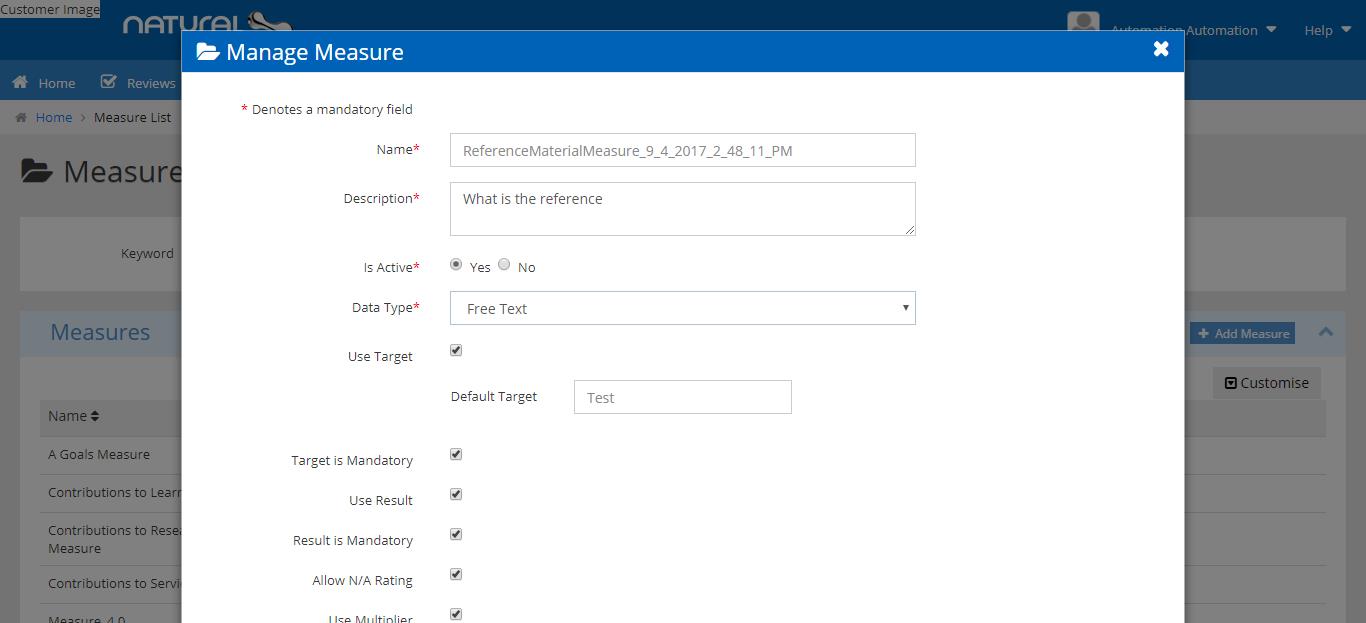 Customer Image
NATURAL
Automation Automation
Help
Manage Measure
Home
Reviews
Home > Measure List
* Denotes a mandatory field
Measure
Name*
ReferenceMaterialMeasure_9_4_2017_2_48_11_PM
Description*
What is the reference
Keyword
Is Active*
Yes
No
Data Type*
Free Text
Measures
+ Add Measure
Use Target
Customise
Default Target
Test
Name
A Goals Measure
Target is Mandatory
Contributions to Learn
Use Result
Contributions to Resea
Measure
Result is Mandatory
Contributions to Servi
Allow N/A Rating
Measure_4.0
Use Multiplier